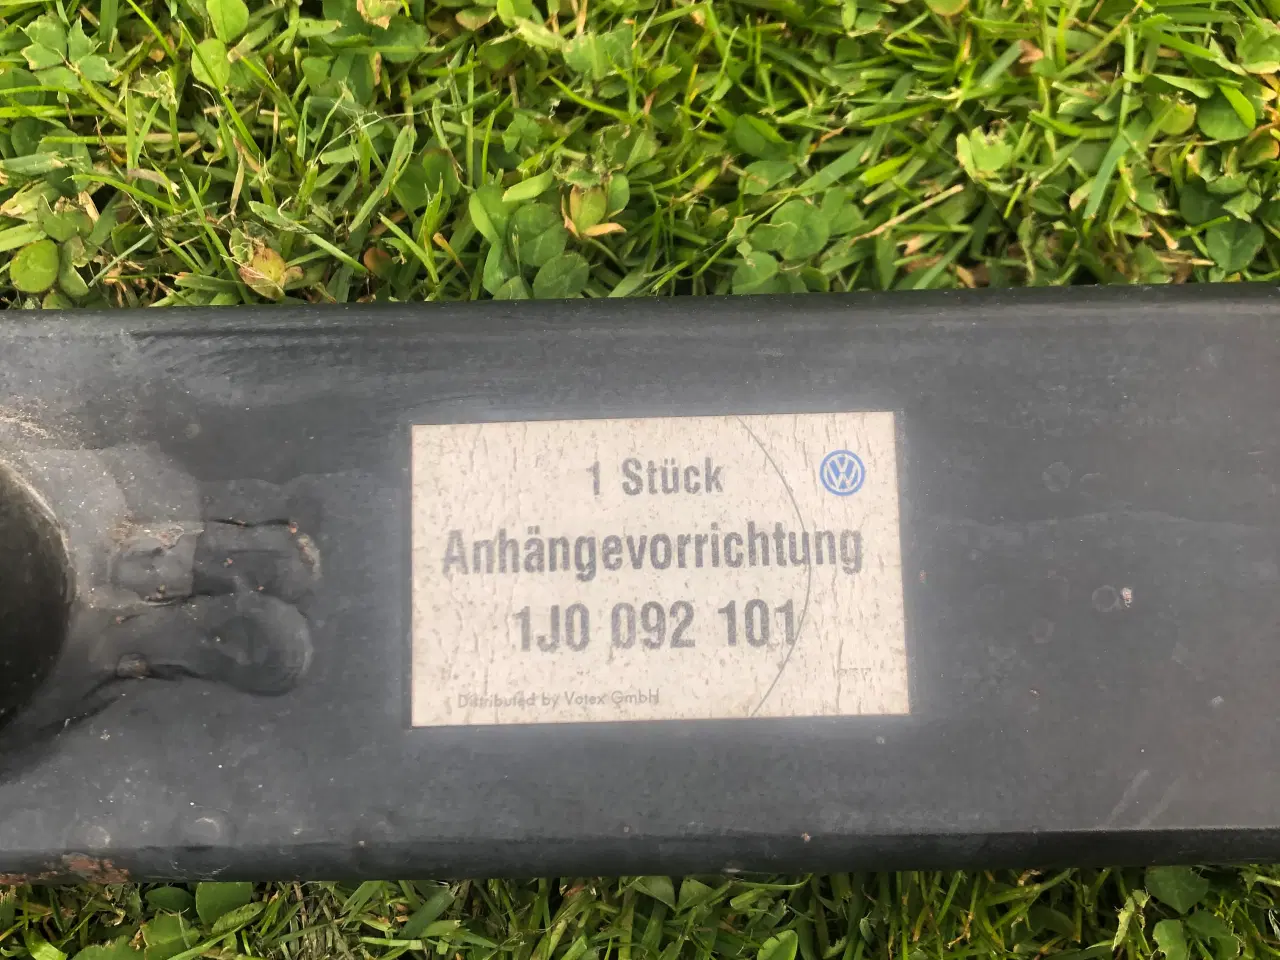 1 Stück
Anhängevorrichtung
1J0 092 101
Distributed by Votex GmbH